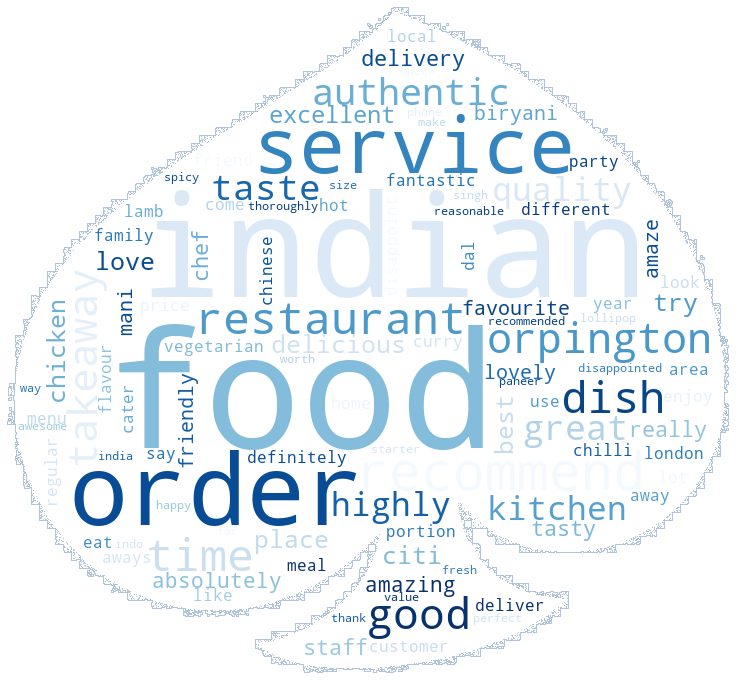 local
delivery
quick
authentic
excellent
phone
biryani
make
service
friend
party
spicy
taste
size
fantastic
quality
come
thoroughly
hot
singh
reasonable
different
lamb
indian
family
love
chef
chinese
disappoint
dal
amaze
look
takeaway
mani
price
favourite
year
try
chicken
restaurant
recommended
lollipop
orpington
vegetarian
delicious
curry
food
worth
lovely
disappointed
area
way
flavour
paneer
menu
cater
friendly
home
use
dish
enjoy
awesome
best
great
really
regular
india
say
definitely
starter
chilli
london
order
recommend
lot
highly
happy
kitchen
away
tasty
portion
place
eat
indo
time
citi
aways
meal
fresh
absolutely
amazing
like
value
good
deliver
thank
perfect
staff
customer